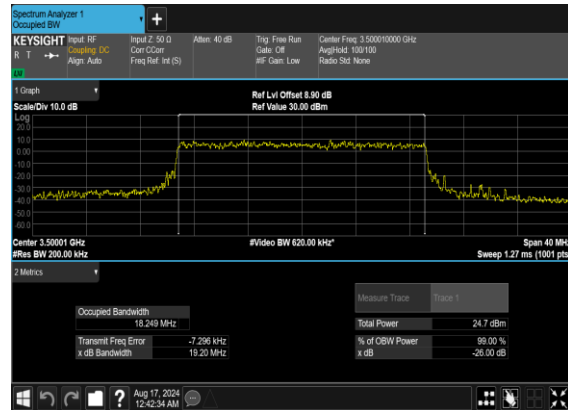 Spectrum Analyzer 1
Occupied BW
KEYSIGHT
R T
LU
Input: RF
Coupling: DC
Align: Auto
Input Z: 50 Ω
Corr CCorr
Freq Ref: Int (S)
Atten: 40 dB
Trig: Free Run
Gate: Off
#IF Gain: Low
Center Freq: 3.500010000 GHz
Avg|Hold: 100/100
Radio Std: None
1 Graph
Scale/Div 10.0 dB
Ref Lvl Offset 8.90 dB
Ref Value 30.00 dBm
Log
20.0
10.0
0.00
-10.0
-20.0
-30.0
-40.0
-50.0
-60.0
Center 3.50001 GHz
#Res BW 200.00 kHz
#Video BW 620.00 kHz*
Span 40 MHz
Sweep 1.27 ms (1001 pts
2 Metrics
Measure Trace Trace 1
Occupied Bandwidth
18.249 MHz
Total Power 24.7 dBm
Transmit Freq Error -7.296 kHz
% of OBW Power 99.00 %
x dB Bandwidth 19.20 MHz
x dB -26.00 dB
?
Aug 17, 2024
12:42:34 AM